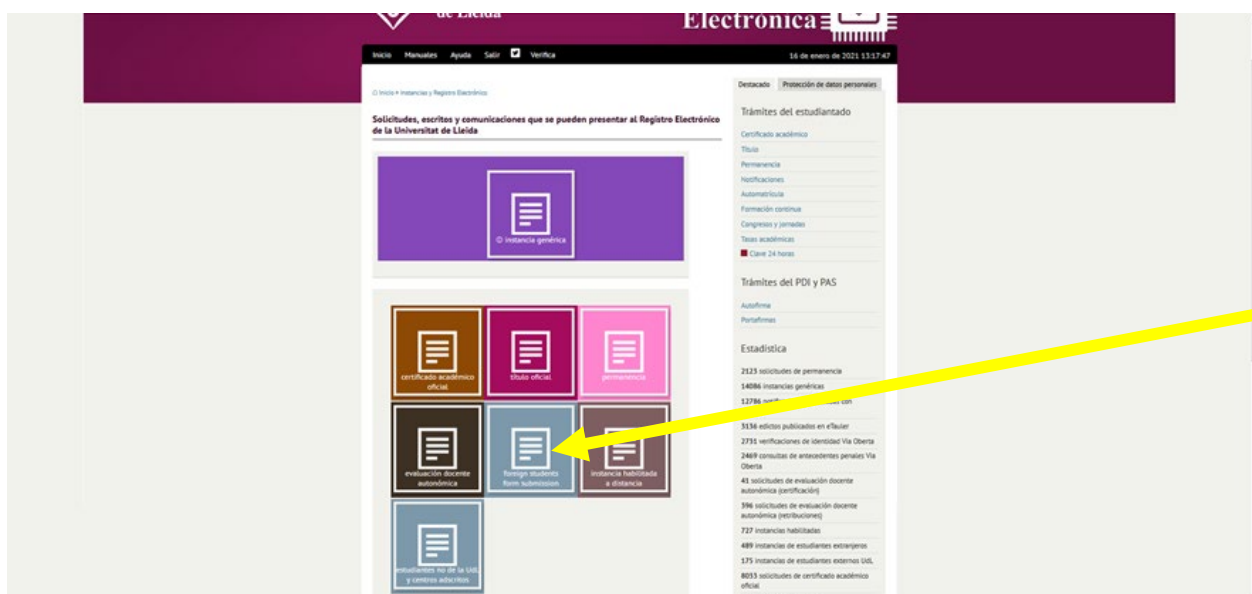 de Lleida
Electrònica
Inicio Manuales Ayuda Salir Verifica
16 de enero de 2021 13:17:47
Inicio Instancias y Registro Electrónico
Solicitudes, escritos y comunicaciones que se pueden presentar al Registro Electrónico
de la Universitat de Lleida
instancia genérica
certificado académico
oficial
título oficial
permanencia
evaluación docente
autonómica
foreign students
form submission
instancia habilitada
a distancia
estudiantes no de la UdL
y centros adscritos
Destacado Protección de datos personales
Trámites del estudiantado
Certificado académico
Título
Permanencia
Notificaciones
Automatrícula
Formación continua
Congresos y jornadas
Tasas académicas
Clave 24 horas
Trámites del PDI y PAS
Autofirma
Portafirmas
Estadística
2123 solicitudes de permanencia
14086 instancias genéricas
12786 con
3136 edictos publicados en eTauler
2731 verificaciones de identidad Via Oberta
2469 consultas de antecedentes penales Via
Oberta
41 solicitudes de evaluación docente
autonómica (certificación)
396 solicitudes de evaluación docente
autonómica (retribuciones)
727 instancias habilitadas
489 instancias de estudiantes extranjeros
175 instancias de estudiantes externos UdL
8033 solicitudes de certificado académico
oficial